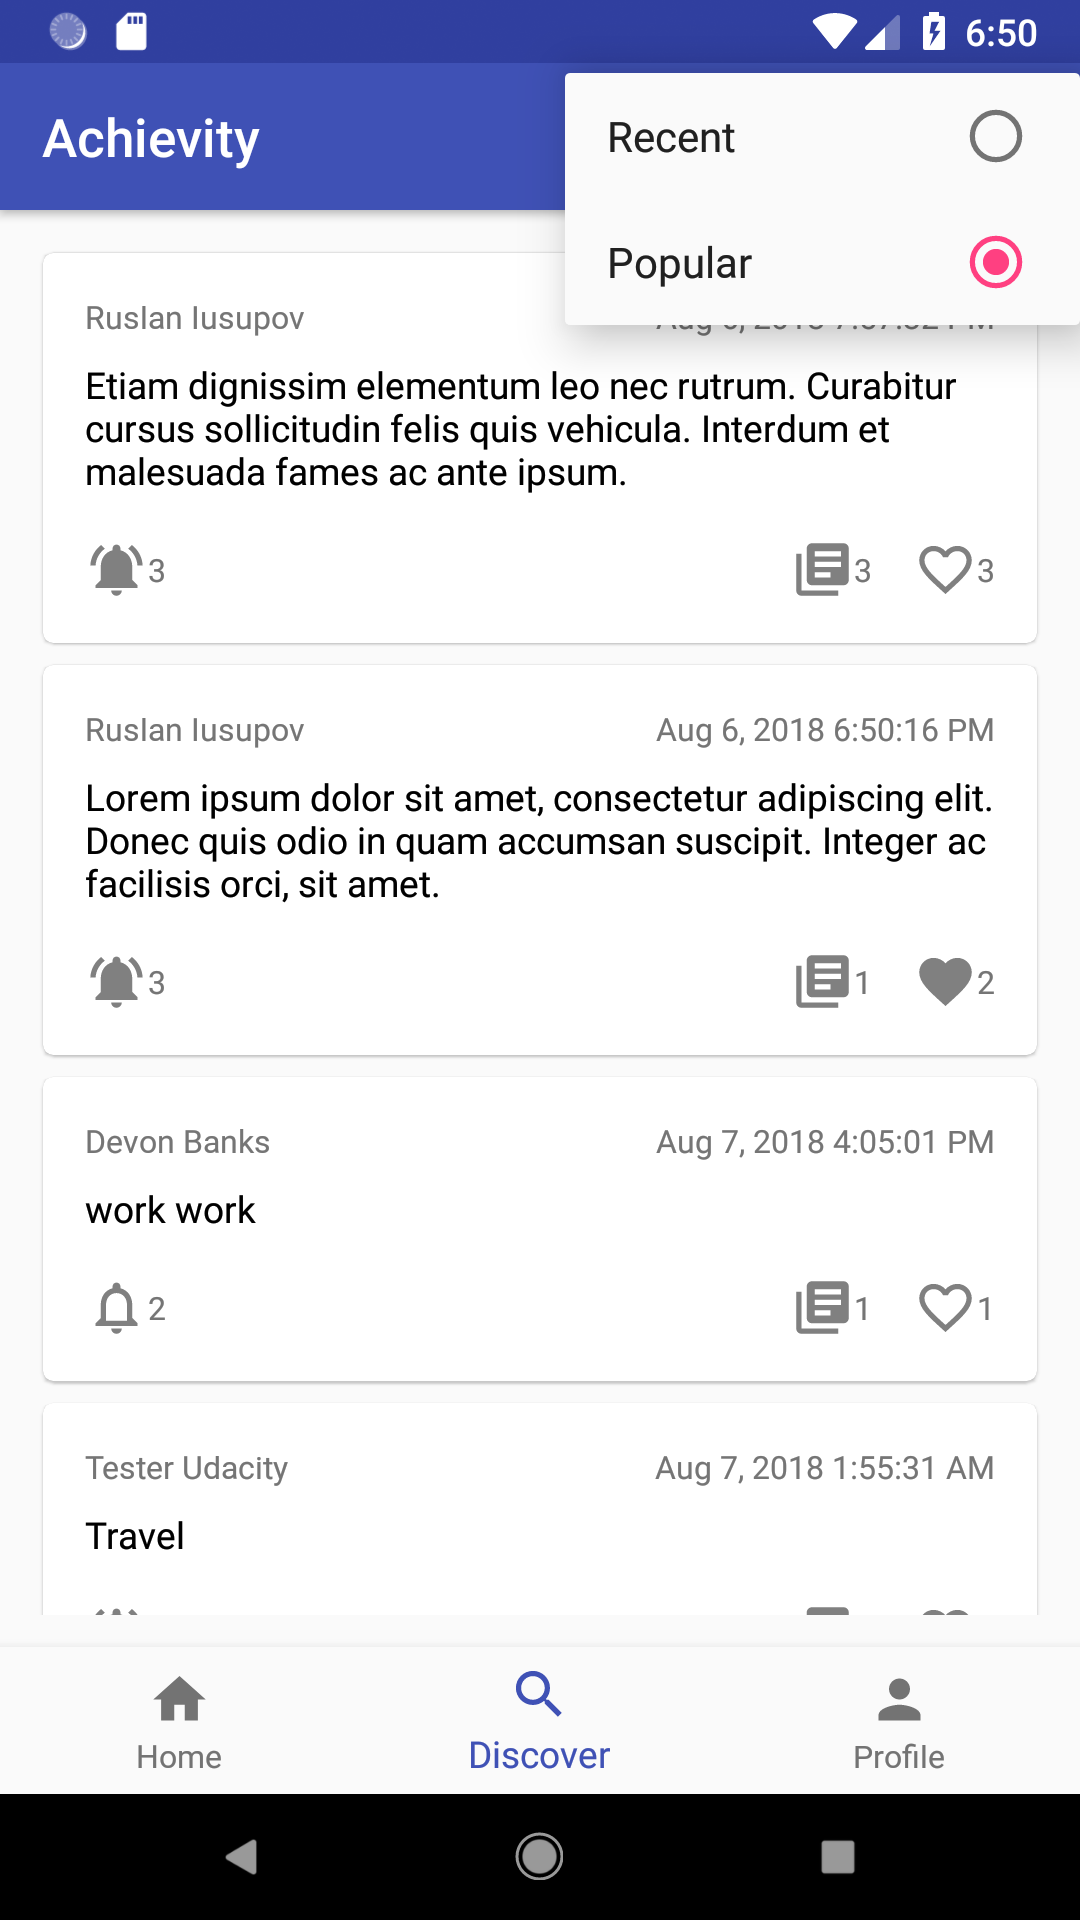 6:50
Achievity
Recent
Popular
Ruslan Iusupov
Etiam dignissim elementum leo nec rutrum. Curabitur
cursus sollicitudin felis quis vehicula. Interdum et
malesuada fames ac ante ipsum.
3 3 3
Ruslan Iusupov Aug 6, 2018 6:50:16 PM
Lorem ipsum dolor sit amet, consectetur adipiscing elit.
Donec quis odio in quam accumsan suscipit. Integer ac
facilisis orci, sit amet.
3 1 2
Devon Banks Aug 7, 2018 4:05:01 PM
work work
2 1 1
Tester Udacity Aug 7, 2018 1:55:31 AM
Travel
Home Discover Profile